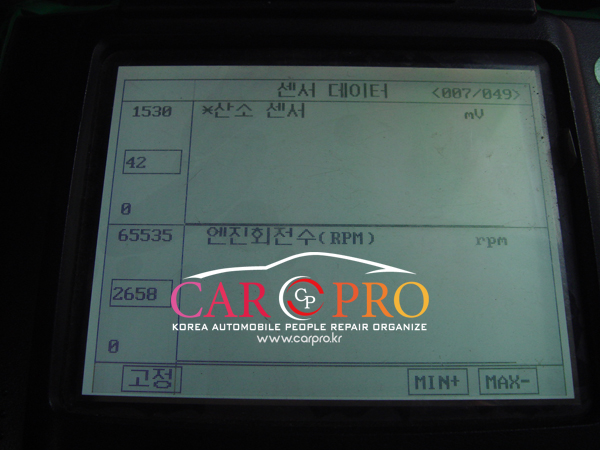 센서 데이터 <007/049>
1530 *산소 센서 mV
42
0
65535 엔진회전수(RPM) rpm
2658
0
CAR CP PRO
KOREA AUTOMOBILE PEOPLE REPAIR ORGANIZE
www.carpro.kr
고정 MIN+ MAX-